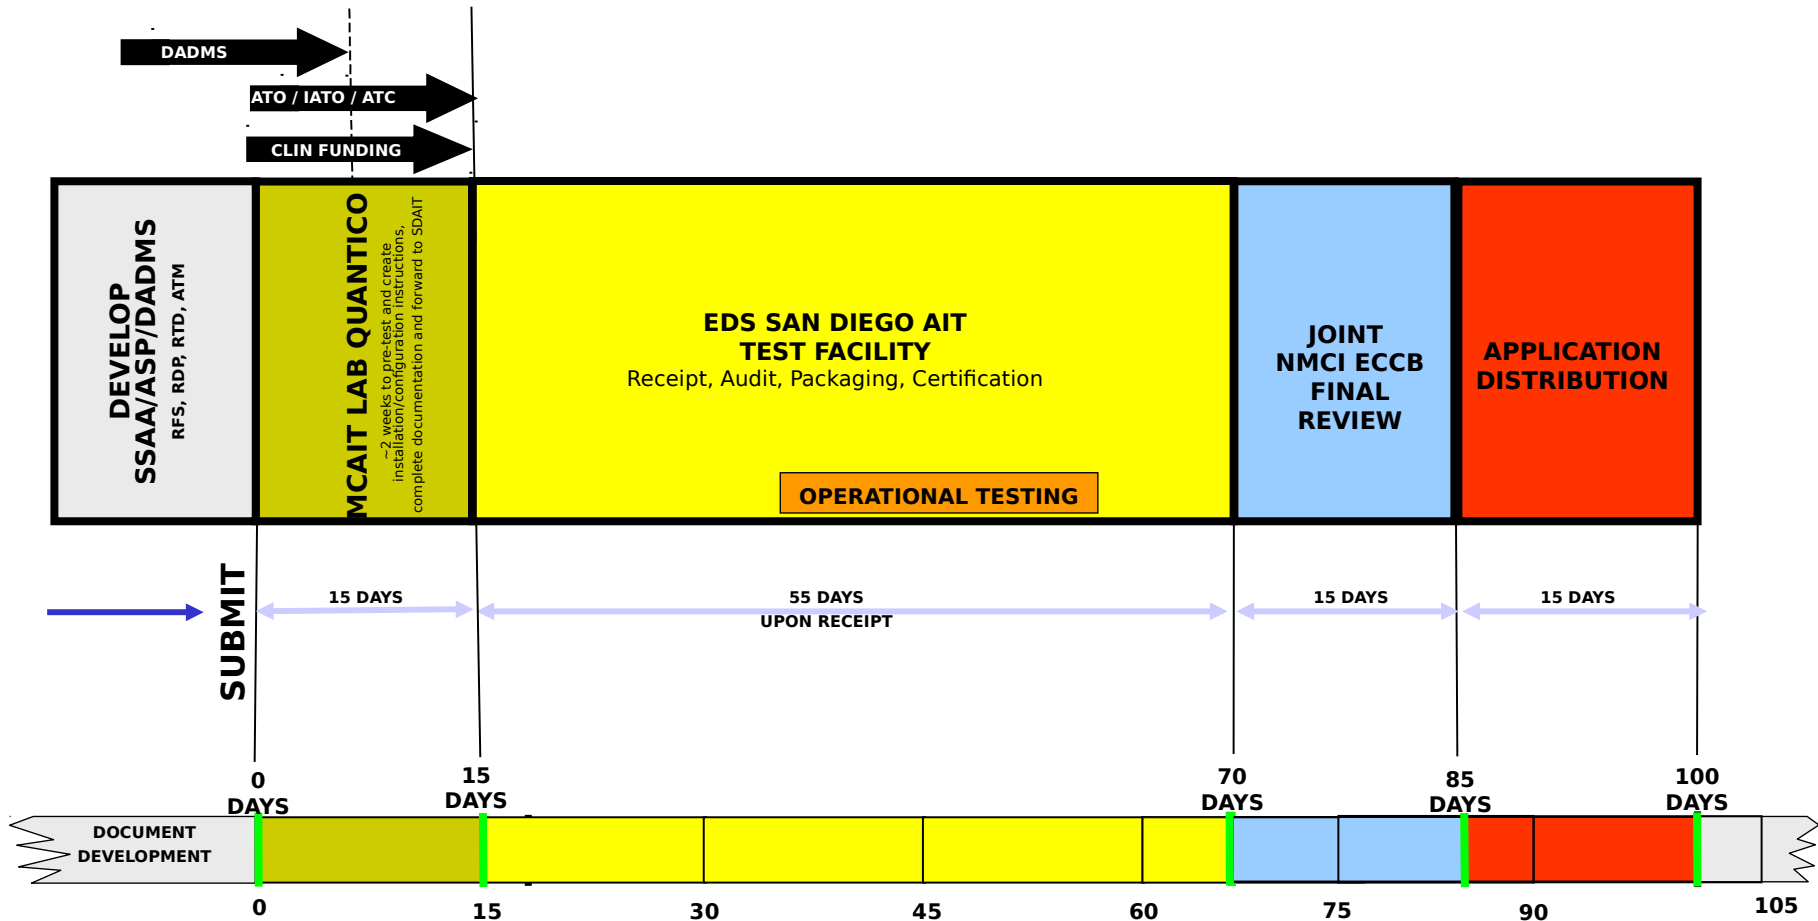 DADMS
ATO / IATO / ATC
CLIN FUNDING
DEVELOP
SSAA/ASP/DADMS
RFS, RDP, RTD, ATM
MCAIT LAB QUANTICO
~2 weeks to pre-test and create
installation/configuration instructions,
complete documentation and forward to SDAIT
EDS SAN DIEGO AIT
TEST FACILITY
Receipt, Audit, Packaging, Certification
OPERATIONAL TESTING
JOINT
NMCI ECCB
FINAL
REVIEW
APPLICATION
DISTRIBUTION
SUBMIT
15 DAYS
55 DAYS
UPON RECEIPT
15 DAYS
15 DAYS
0
DAYS
15
DAYS
70
DAYS
85
DAYS
100
DAYS
DOCUMENT
DEVELOPMENT
0
15
30
45
60
75
90
105